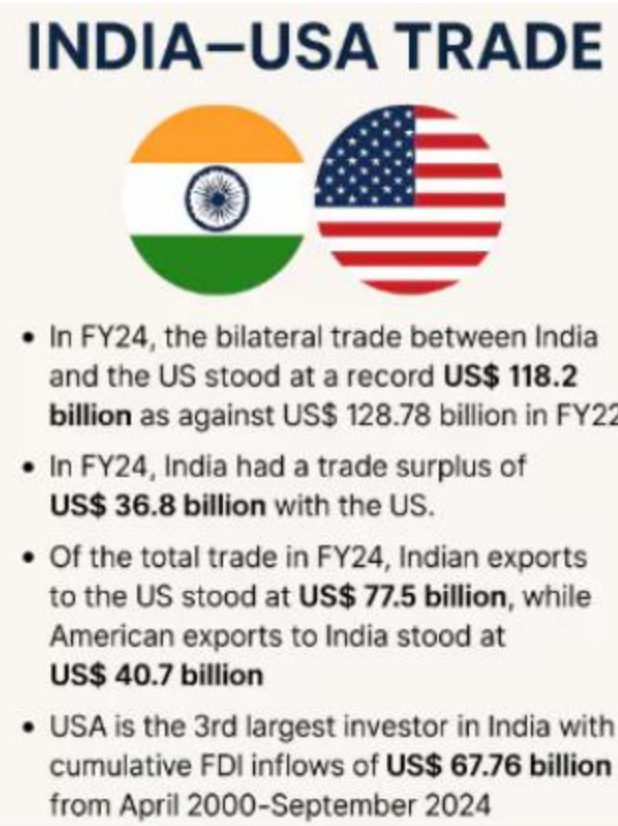 INDIA–USA TRADE
• In FY24, the bilateral trade between India
and the US stood at a record US$ 118.2
billion as against US$ 128.78 billion in FY22
• In FY24, India had a trade surplus of
US$ 36.8 billion with the US.
• Of the total trade in FY24, Indian exports
to the US stood at US$ 77.5 billion, while
American exports to India stood at
US$ 40.7 billion
• USA is the 3rd largest investor in India with
cumulative FDI inflows of US$ 67.76 billion
from April 2000-September 2024